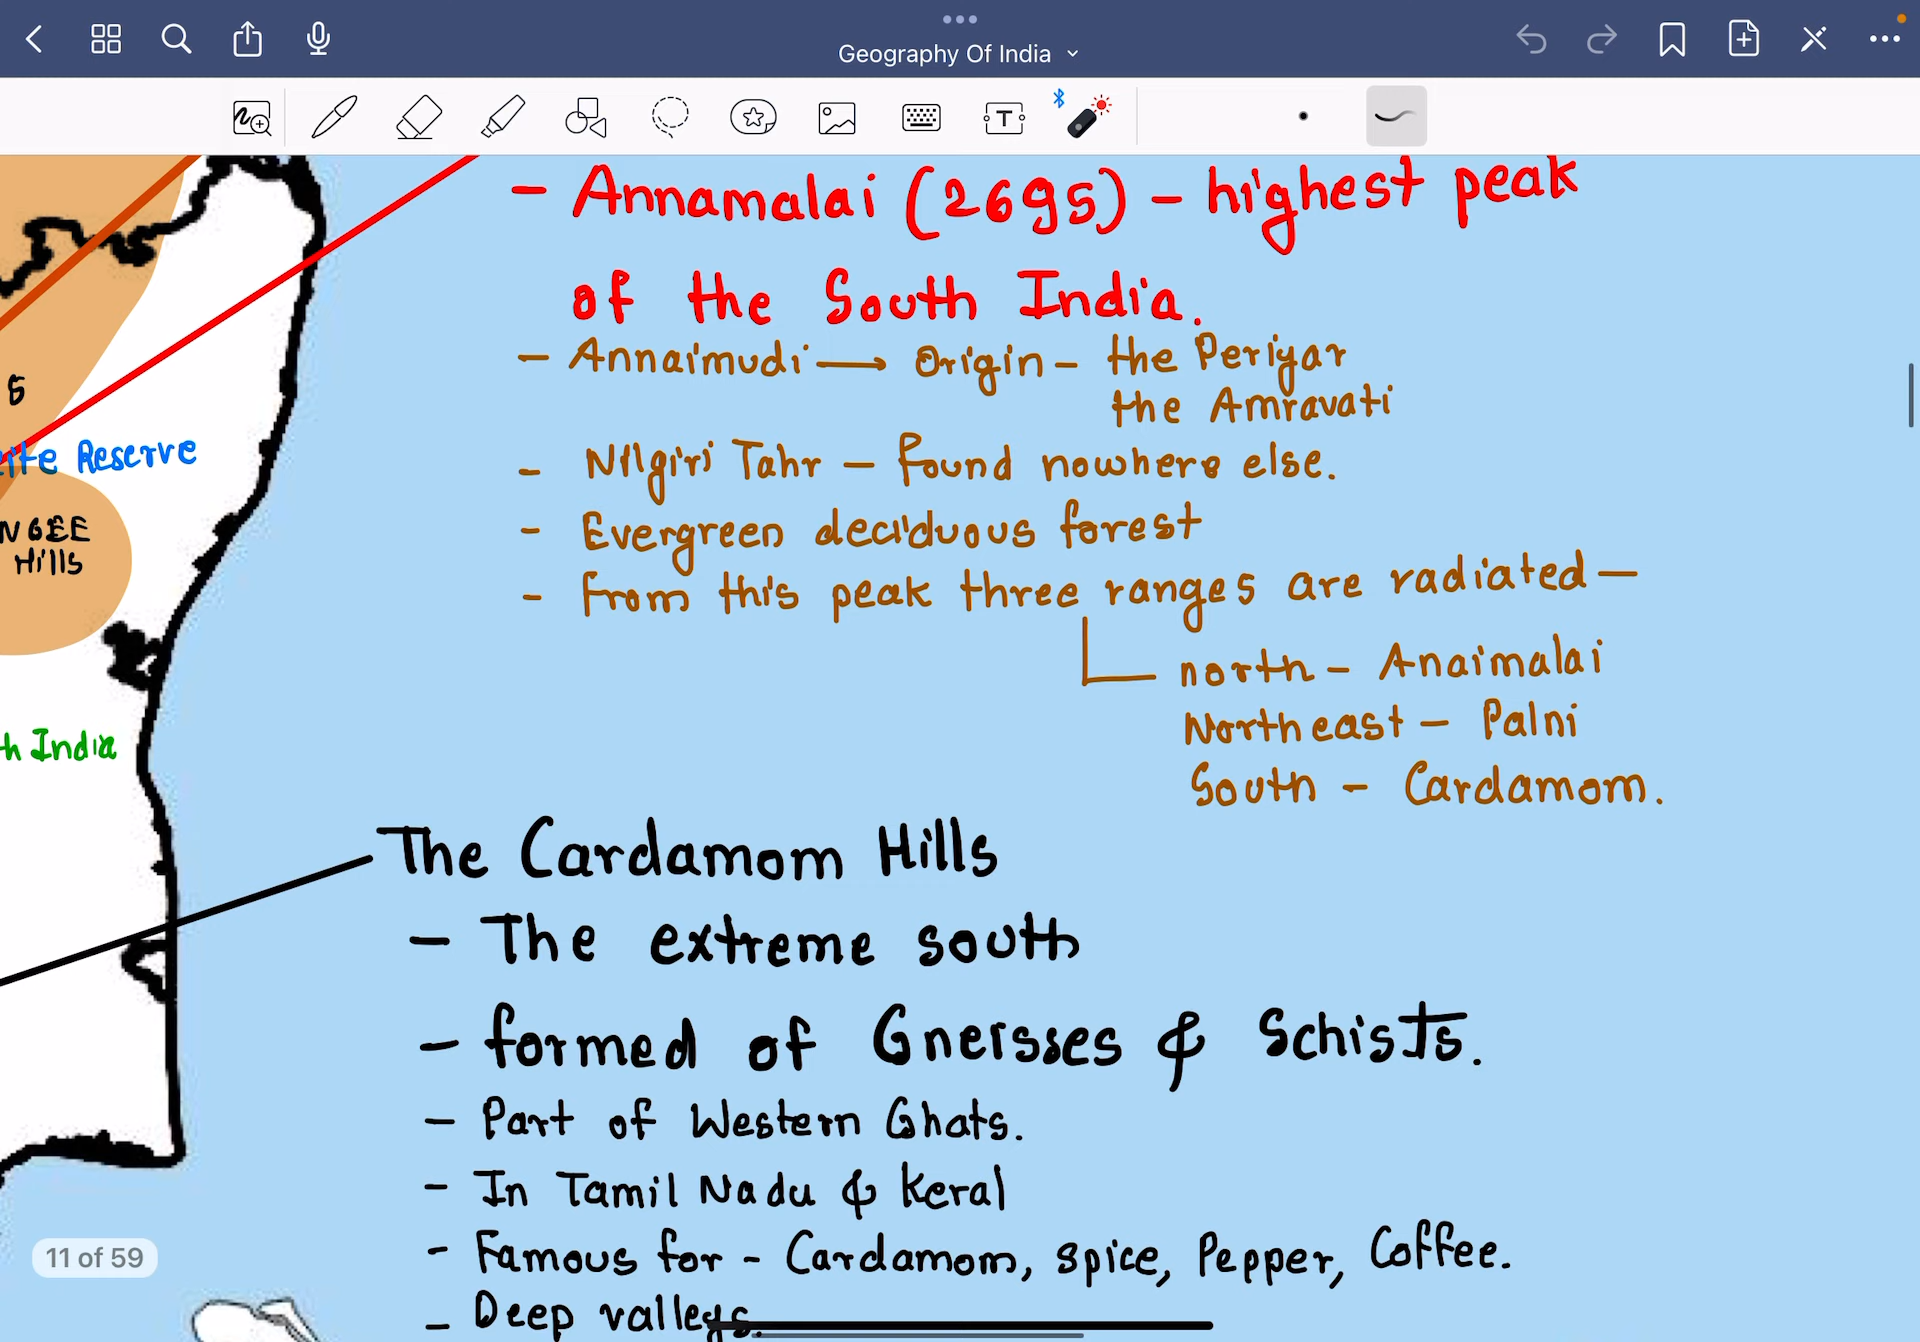 Geography Of India
- Annamalai (2695) - highest peak
of the South India.
- Annaimudi → Origin - the Periyar
the Amravati
- Nilgiri Tahr - found nowhere else.
- Evergreen deciduous forest
- From this peak three ranges are radiated -
north - Anaimalai
North east - Palni
South - Cardamom.
Reserve
Hills
India
The Cardamom Hills
- The extreme south
- formed of Gneisses & Schists.
- Part of Western Ghats.
- In Tamil Nadu & Keral
- Famous for - Cardamom, Spice, Pepper, Coffee.
- Deep valleys.
11 of 59